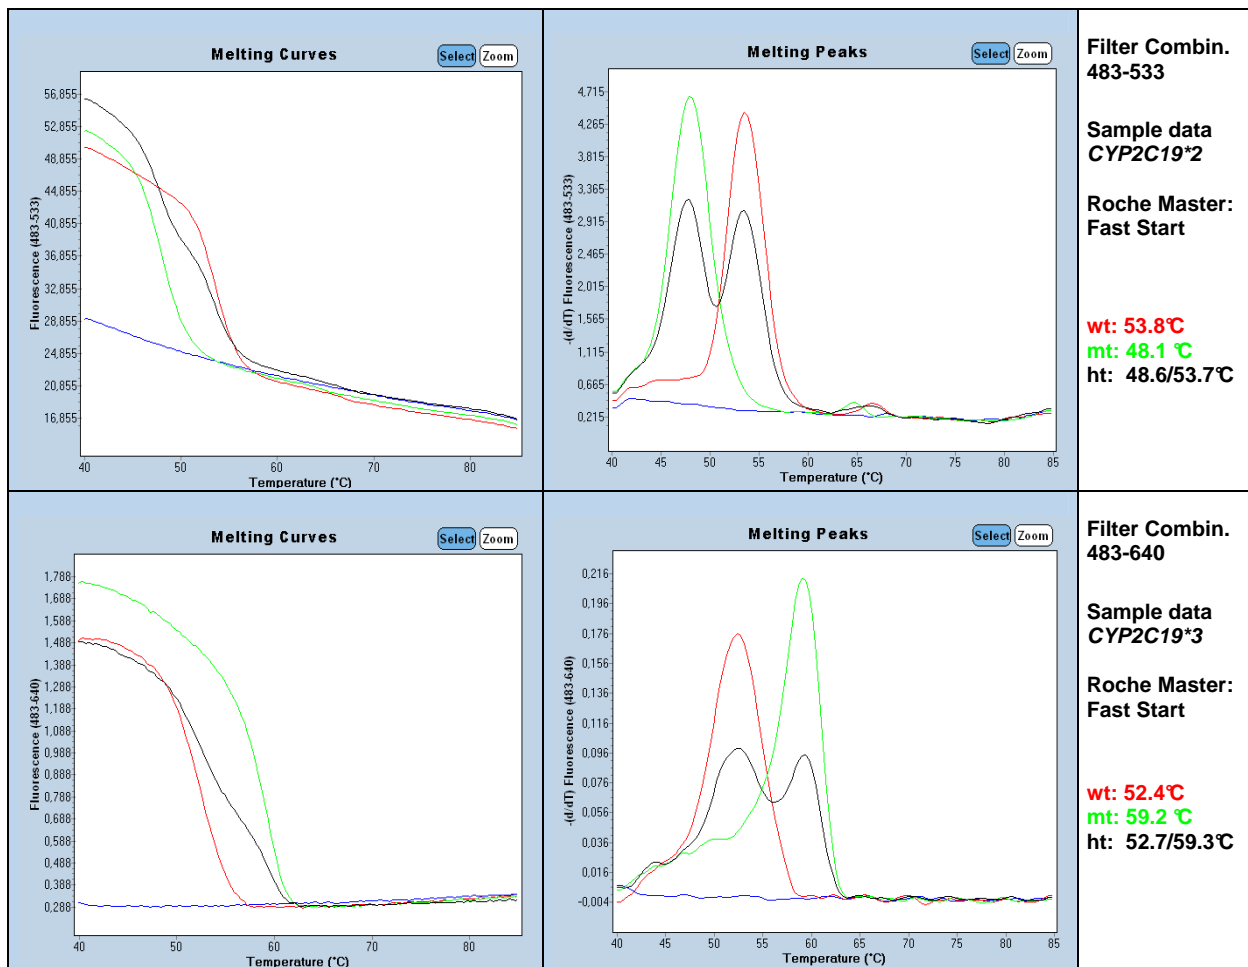 Melting Curves
Select Zoom
Fluorescence (483-533)
56,855
52,855
48,855
44,855
40,855
36,855
32,855
28,855
24,855
20,855
16,855
40 50 60 70 80
Temperature (°C)
Melting Peaks
Select Zoom
-(d/dT) Fluorescence (483-533)
4,715
4,265
3,815
3,365
2,915
2,465
2,015
1,565
1,115
0,665
0,215
40 45 50 55 60 65 70 75 80 85
Temperature (°C)
Filter Combin.
483-533
Sample data
CYP2C19*2
Roche Master:
Fast Start
wt: 53.8°C
mt: 48.1 °C
ht: 48.6/53.7°C
Melting Curves
Select Zoom
Fluorescence (483-640)
1,788
1,688
1,588
1,488
1,388
1,288
1,188
1,088
0,988
0,888
0,788
0,688
0,588
0,488
0,388
0,288
40 50 60 70 80
Temperature (°C)
Melting Peaks
Select Zoom
-(d/dT) Fluorescence (483-640)
0,216
0,196
0,176
0,156
0,136
0,116
0,096
0,076
0,056
0,036
0,016
-0,004
40 45 50 55 60 65 70 75 80 85
Temperature (°C)
Filter Combin.
483-640
Sample data
CYP2C19*3
Roche Master:
Fast Start
wt: 52.4°C
mt: 59.2 °C
ht: 52.7/59.3°C